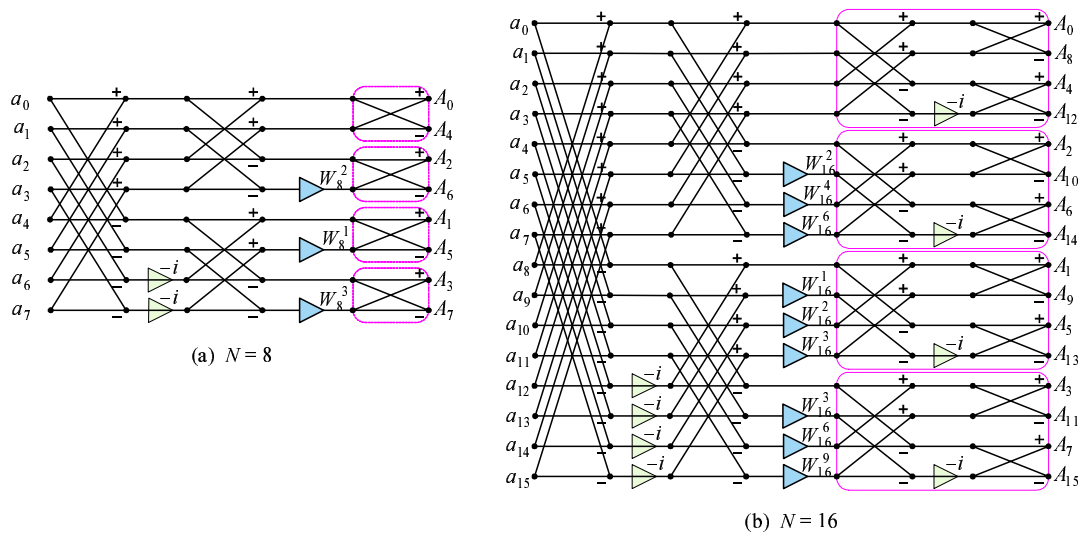 a0 + + + A0
a1 + + − A4
a2 + − + A2
a3 + − W8^2 − A6
a4 − + + A1
a5 − + W8^1 − A5
a6 − −i − + A3
a7 − −i − W8^3 − A7
(a) N = 8
a0 + + + + A0
a1 + + + − A8
a2 + + − + A4
a3 + + − −i − A12
a4 + − + + A2
a5 + − W16^2 + − A10
a6 + − W16^4 − + A6
a7 + − W16^6 − −i − A14
a8 − + + + A1
a9 − + W16^1 + − A9
a10 − + W16^2 − + A5
a11 − + W16^3 − −i − A13
a12 − −i − + + A3
a13 − −i − W16^3 + − A11
a14 − −i − W16^6 − + A7
a15 − −i − W16^9 − −i − A15
(b) N = 16